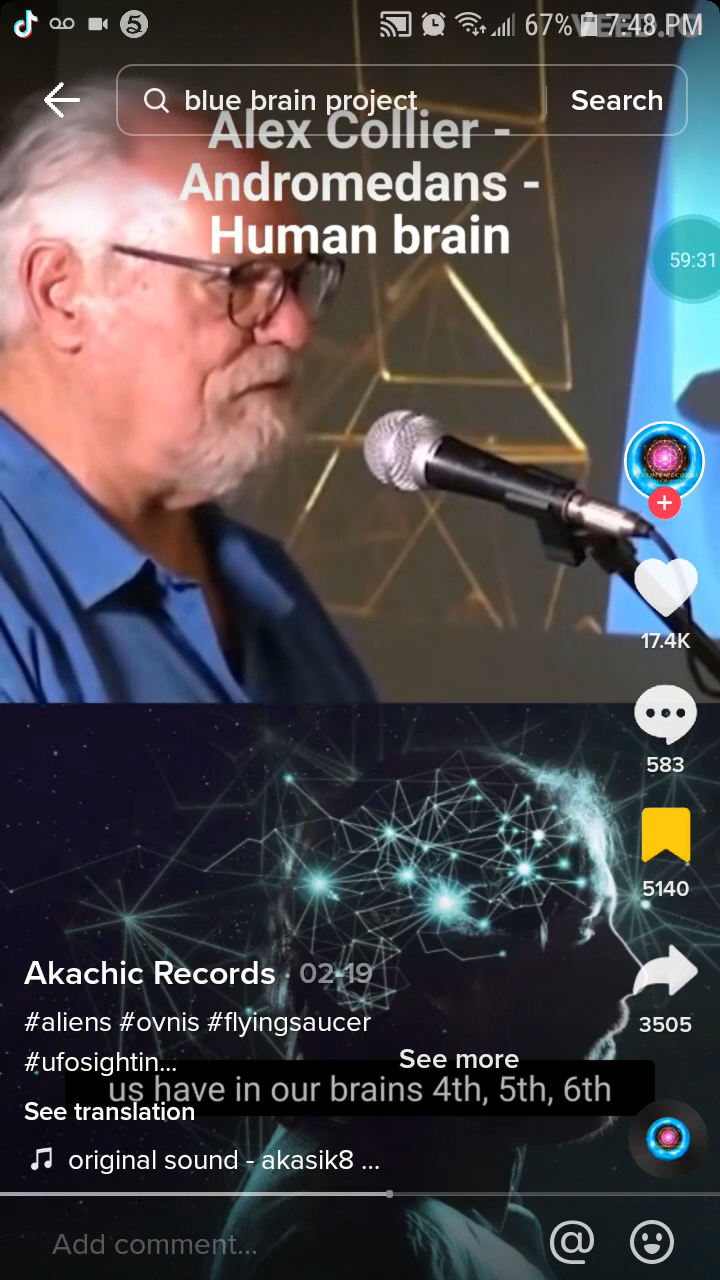 67% 7:48 PM
blue brain project Search
Alex Collier -
Andromedans -
Human brain
59:31
17.4K
583
5140
Akachic Records · 02-19
3505
#aliens #ovnis #flyingsaucer
#ufosightin... See more
us have in our brains 4th, 5th, 6th
See translation
original sound - akasik8 ...
Add comment...